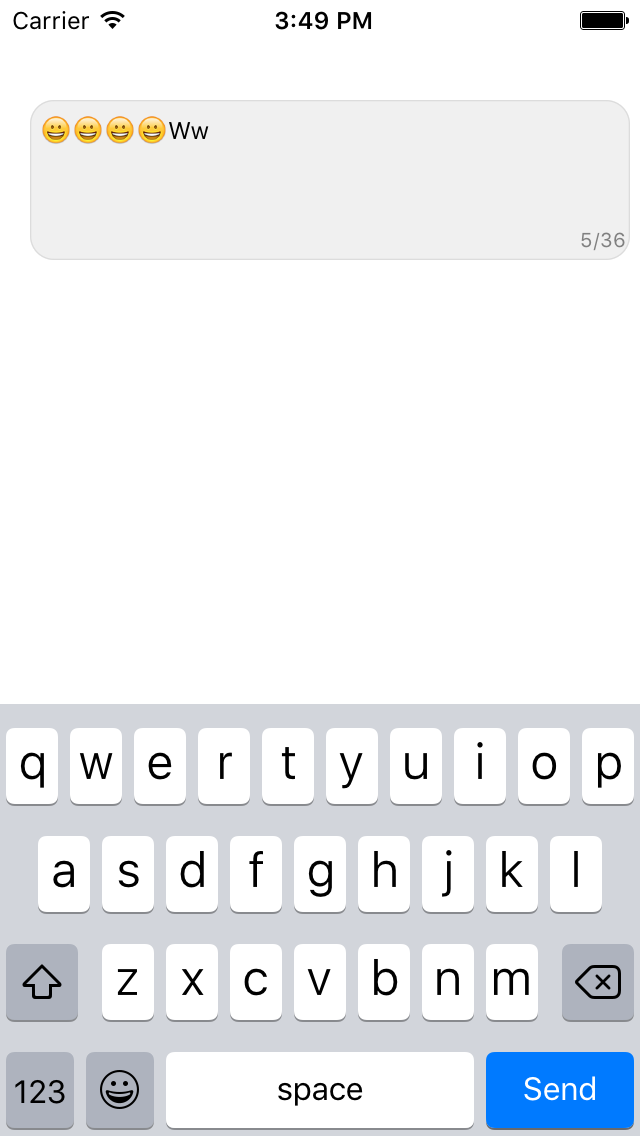 Carrier 3:49 PM
😀😀😀😀Ww
5/36
q w e r t y u i o p
a s d f g h j k l
z x c v b n m
123 space Send